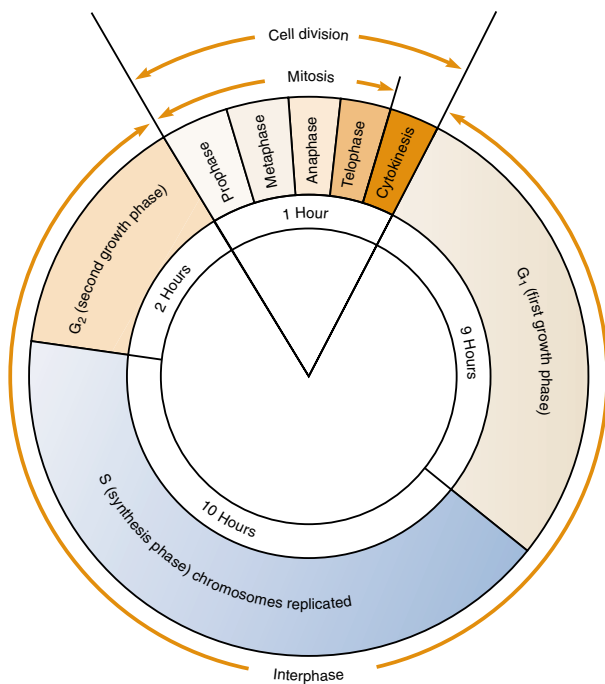 Cell division
Mitosis
Prophase
Metaphase
Anaphase
Telophase
Cytokinesis
1 Hour
G2 (second growth phase)
2 Hours
G1 (first growth phase)
9 Hours
10 Hours
S (synthesis phase) chromosomes replicated
Interphase